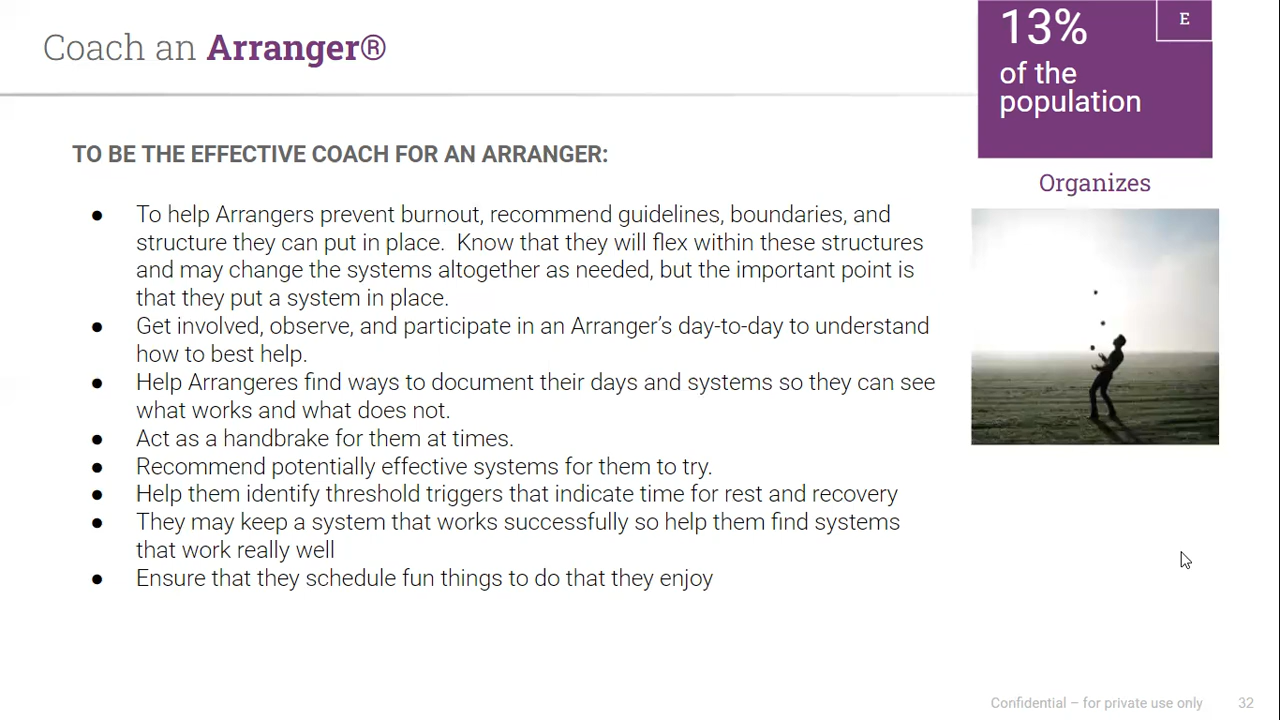 Coach an Arranger®
13%
E
of the
population
Organizes
TO BE THE EFFECTIVE COACH FOR AN ARRANGER:
● To help Arrangers prevent burnout, recommend guidelines, boundaries, and
structure they can put in place.  Know that they will flex within these structures
and may change the systems altogether as needed, but the important point is
that they put a system in place.
● Get involved, observe, and participate in an Arranger’s day-to-day to understand
how to best help.
● Help Arrangeres find ways to document their days and systems so they can see
what works and what does not.
● Act as a handbrake for them at times.
● Recommend potentially effective systems for them to try.
● Help them identify threshold triggers that indicate time for rest and recovery
● They may keep a system that works successfully so help them find systems
that work really well
● Ensure that they schedule fun things to do that they enjoy
Confidential – for private use only
32